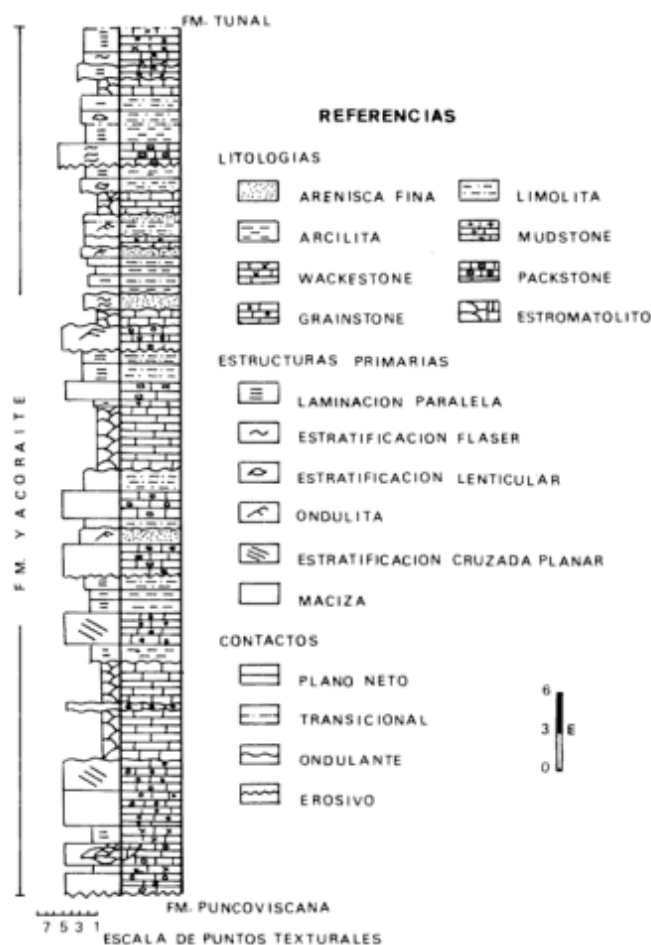 FM. TUNAL
REFERENCIAS
LITOLOGIAS
ARENISCA FINA
LIMOLITA
ARCILITA
MUDSTONE
WACKESTONE
PACKSTONE
GRAINSTONE
ESTROMATOLITO
ESTRUCTURAS PRIMARIAS
LAMINACION PARALELA
ESTRATIFICACION FLASER
ESTRATIFICACION LENTICULAR
ONDULITA
ESTRATIFICACION CRUZADA PLANAR
MACIZA
CONTACTOS
PLANO NETO
TRANSICIONAL
ONDULANTE
EROSIVO
6
3
0
m
FM. YACORAITE
FM. PUNCOVISCANA
7 5 3 1
ESCALA DE PUNTOS TEXTURALES